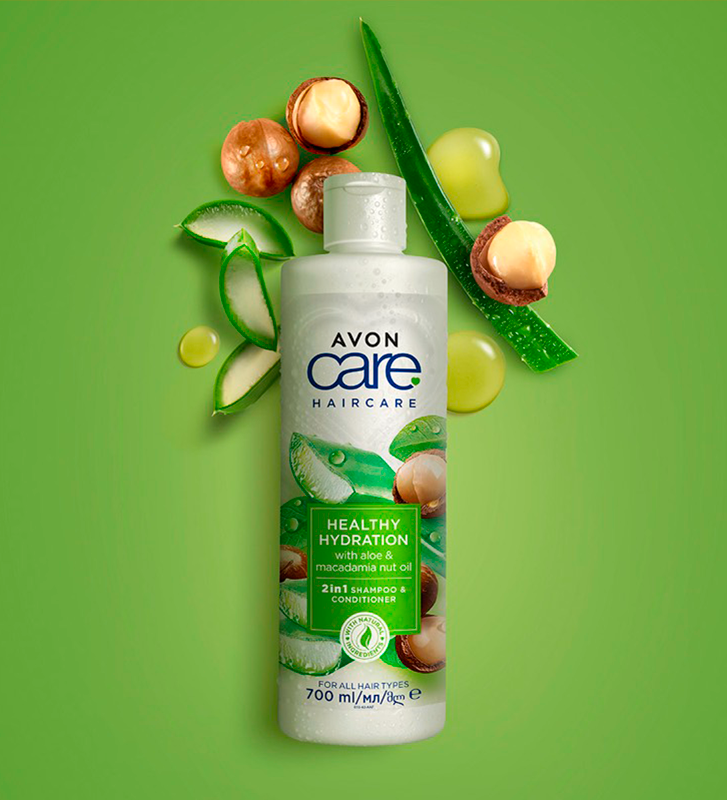 AVON
care
HAIRCARE
HEALTHY
HYDRATION
with aloe &
macadamia nut oil
2in1 SHAMPOO &
CONDITIONER
WITH NATURAL
INGREDIENTS
FOR ALL HAIR TYPES
700 ml/мл/მლ ℮